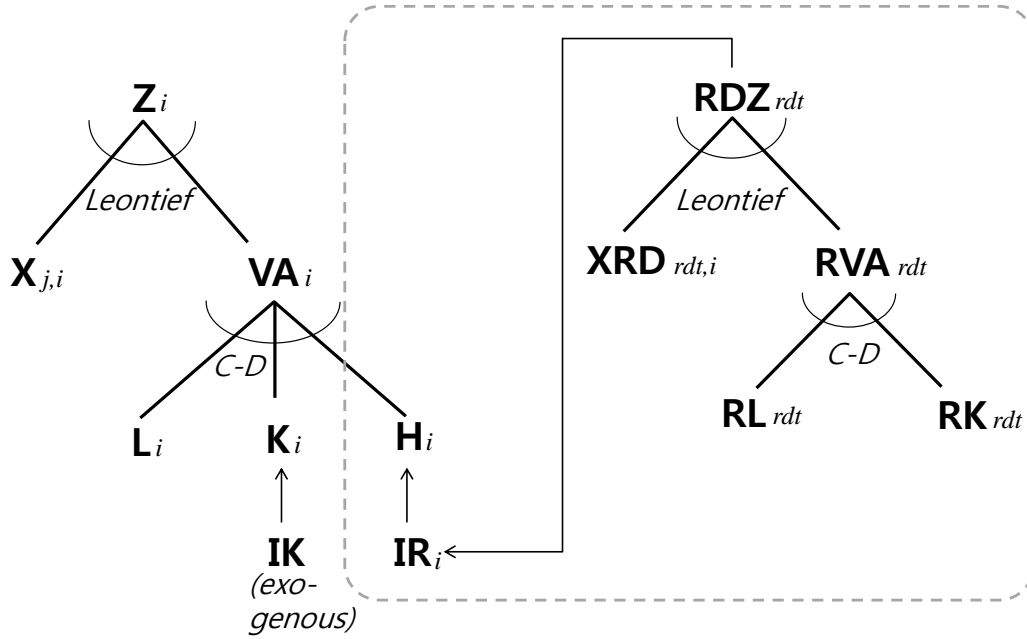 Z i
Leontief
X j,i
VA i
C-D
L i
K i
H i
IK
(exo-
genous)
IR i
RDZ rdt
Leontief
XRD rdt,i
RVA rdt
C-D
RL rdt
RK rdt